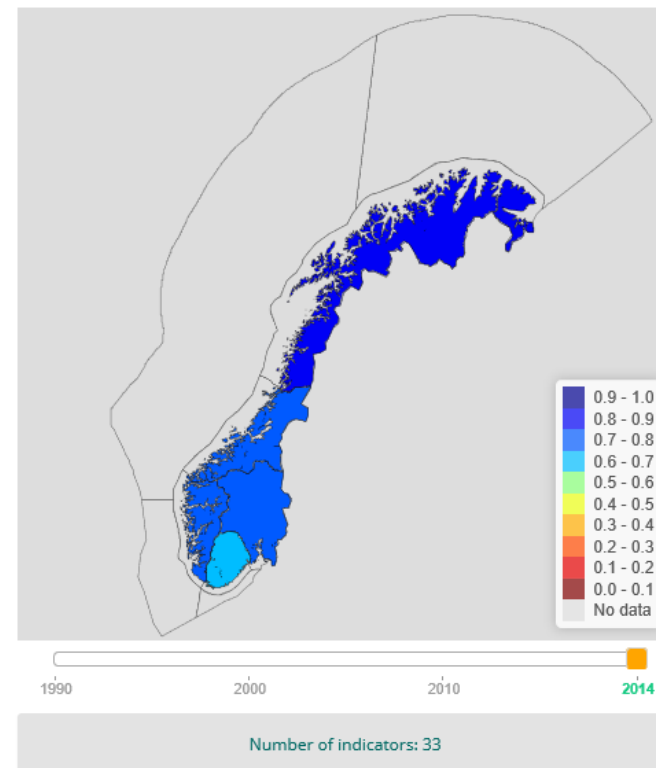 0.9 - 1.0
0.8 - 0.9
0.7 - 0.8
0.6 - 0.7
0.5 - 0.6
0.4 - 0.5
0.3 - 0.4
0.2 - 0.3
0.1 - 0.2
0.0 - 0.1
No data
1990 2000 2010 2014
Number of indicators: 33